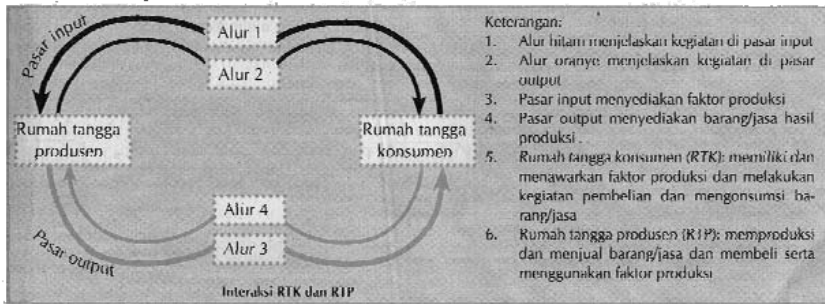 Pasar input
Alur 1
Alur 2
Rumah tangga
produsen
Rumah tangga
konsumen
Alur 4
Alur 3
Pasar output
Interaksi RTK dan RTP
Keterangan:
1. Alur hitam menjelaskan kegiatan di pasar input
2. Alur oranye menjelaskan kegiatan di pasar
output
3. Pasar input menyediakan faktor produksi
4. Pasar output menyediakan barang/jasa hasil
produksi
5. Rumah tangga konsumen (RTK): memiliki dan
menawarkan faktor produksi dan melakukan
kegiatan pembelian dan mengonsumsi ba-
rang/jasa
6. Rumah tangga produsen (RTP): memproduksi
dan menjual barang/jasa dan membeli serta
menggunakan faktor produksi